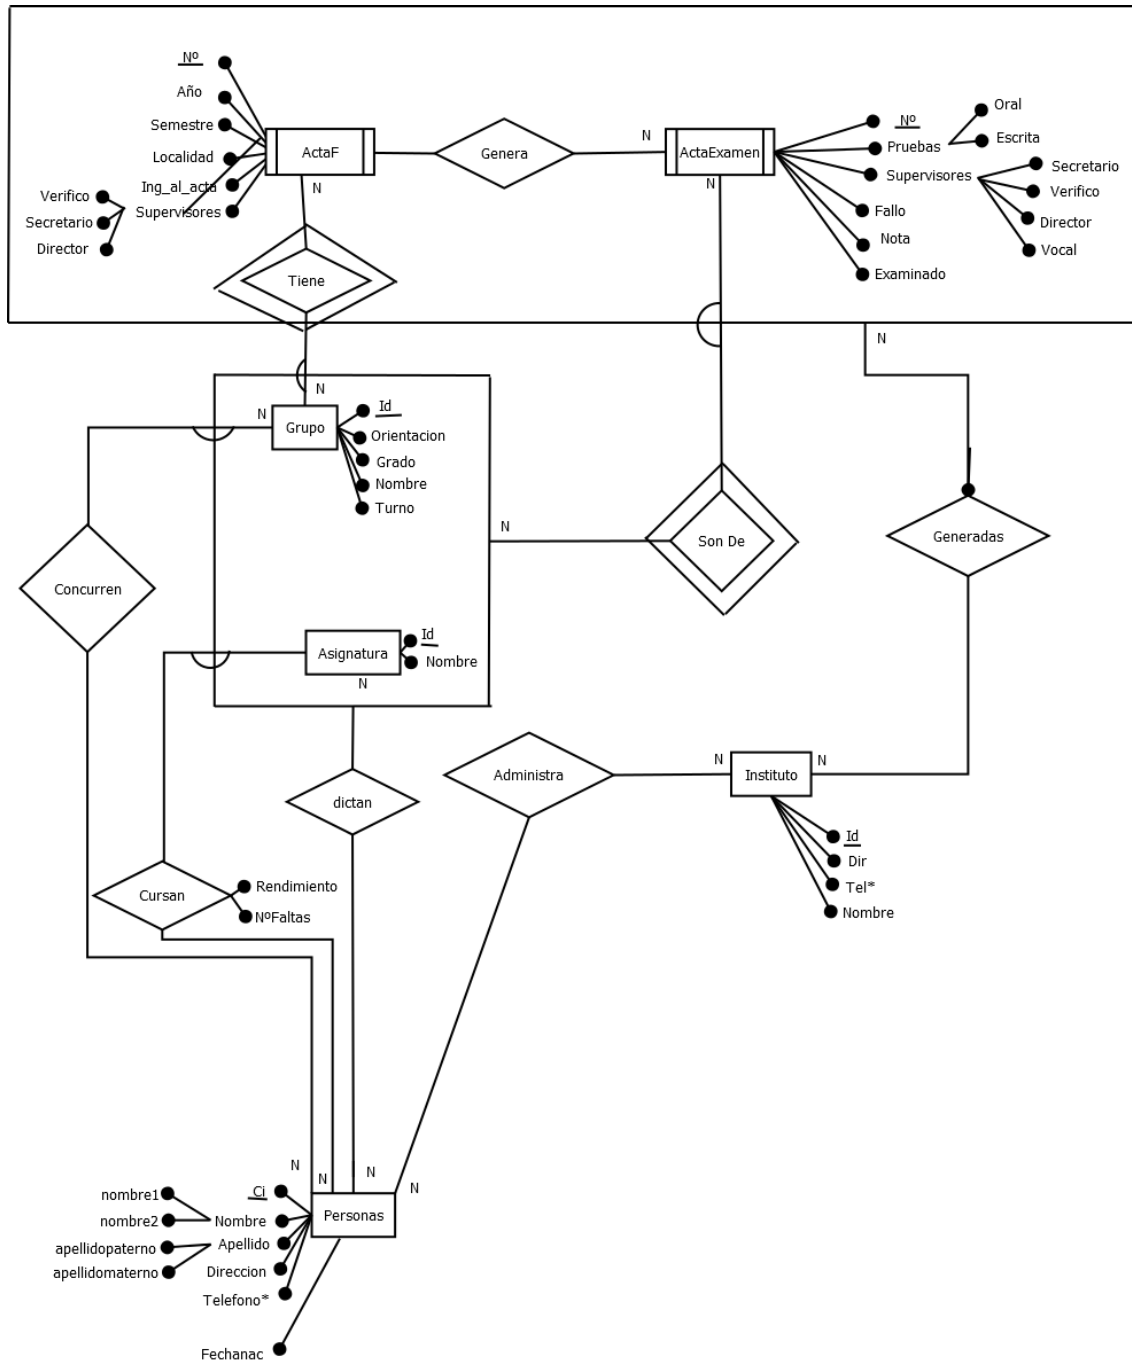 Nº
Año
Semestre
Localidad
Ing_al_acta
Supervisores
Verifico
Secretario
Director
ActaF
N
Genera
N
ActaExamen
N
Nº
Pruebas
Oral
Escrita
Supervisores
Secretario
Verifico
Director
Vocal
Fallo
Nota
Examinado
Tiene
N
N
N
Grupo
Id
Orientacion
Grado
Nombre
Turno
N
Son De
Generadas
Concurren
Asignatura
N
Id
Nombre
Administra
N
Instituto
N
Id
Dir
Tel*
Nombre
dictan
Cursan
Rendimiento
NºFaltas
N
N
N
N
Personas
Ci
Nombre
nombre1
nombre2
Apellido
apellidopaterno
apellidomaterno
Direccion
Telefono*
Fechanac